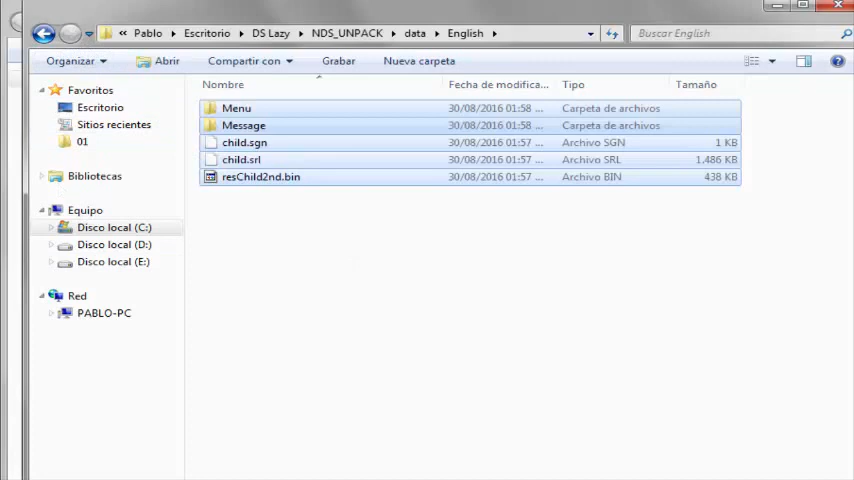 « Pablo ▸ Escritorio ▸ DS Lazy ▸ NDS_UNPACK ▸ data ▸ English ▸
Search English
Organizar Abrir Compartir con Grabar Nueva carpeta
Nombre Fecha de modifica... Tipo Tamaño
Favoritos
Escritorio
Sitios recientes
01
Bibliotecas
Equipo
Disco local (C:)
Disco local (D:)
Disco local (E:)
Red
PABLO-PC
Menu 30/08/2016 01:58 ... Carpeta de archivos
Message 30/08/2016 01:58 ... Carpeta de archivos
child.sgn 30/08/2016 01:57 ... Archivo SGN 1 KB
child.srl 30/08/2016 01:57 ... Archivo SRL 1,486 KB
resChild2nd.bin 30/08/2016 01:57 ... Archivo BIN 438 KB